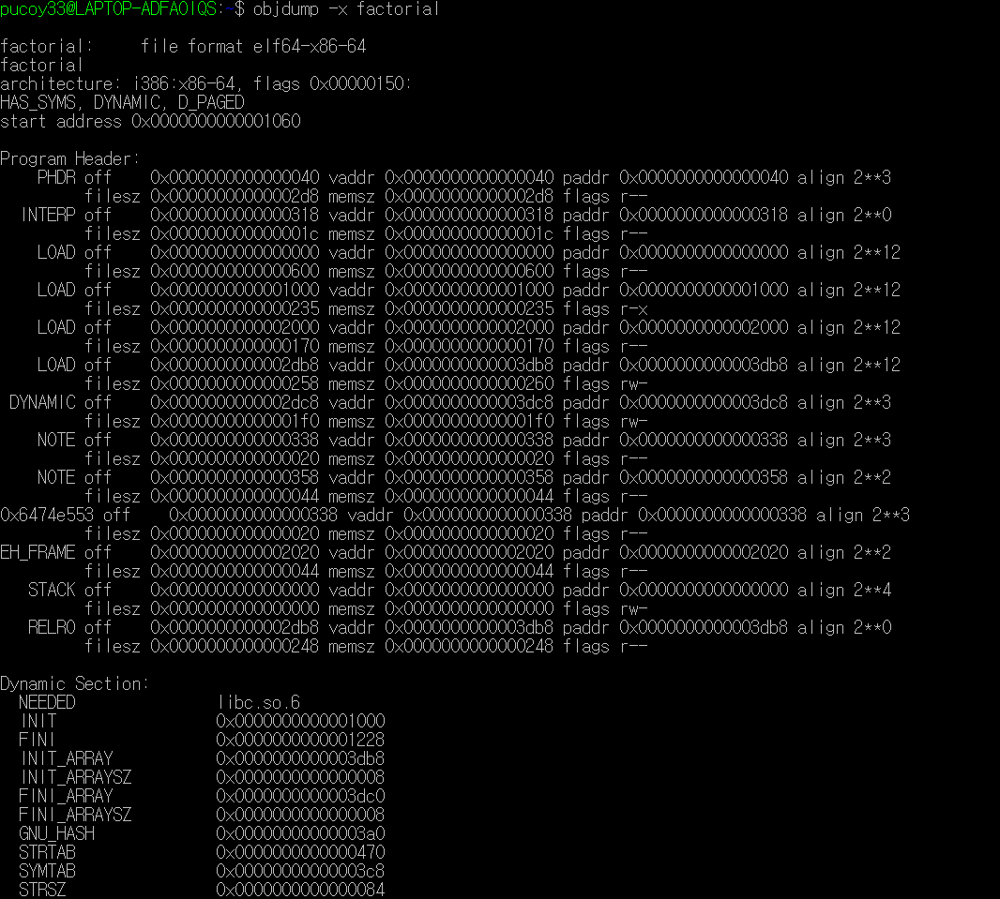 pucoy33@LAPTOP-ADFA0IQS:~$ objdump -x factorial
factorial:     file format elf64-x86-64
factorial
architecture: i386:x86-64, flags 0x00000150:
HAS_SYMS, DYNAMIC, D_PAGED
start address 0x0000000000001060
Program Header:
    PHDR off    0x0000000000000040 vaddr 0x0000000000000040 paddr 0x0000000000000040 align 2**3
         filesz 0x00000000000002d8 memsz 0x00000000000002d8 flags r--
  INTERP off    0x0000000000000318 vaddr 0x0000000000000318 paddr 0x0000000000000318 align 2**0
         filesz 0x000000000000001c memsz 0x000000000000001c flags r--
    LOAD off    0x0000000000000000 vaddr 0x0000000000000000 paddr 0x0000000000000000 align 2**12
         filesz 0x0000000000000600 memsz 0x0000000000000600 flags r--
    LOAD off    0x0000000000001000 vaddr 0x0000000000001000 paddr 0x0000000000001000 align 2**12
         filesz 0x0000000000000235 memsz 0x0000000000000235 flags r-x
    LOAD off    0x0000000000002000 vaddr 0x0000000000002000 paddr 0x0000000000002000 align 2**12
         filesz 0x0000000000000170 memsz 0x0000000000000170 flags r--
    LOAD off    0x0000000000002db8 vaddr 0x0000000000003db8 paddr 0x0000000000003db8 align 2**12
         filesz 0x0000000000000258 memsz 0x0000000000000260 flags rw-
 DYNAMIC off    0x0000000000002dc8 vaddr 0x0000000000003dc8 paddr 0x0000000000003dc8 align 2**3
         filesz 0x00000000000001f0 memsz 0x00000000000001f0 flags rw-
    NOTE off    0x0000000000000338 vaddr 0x0000000000000338 paddr 0x0000000000000338 align 2**3
         filesz 0x0000000000000020 memsz 0x0000000000000020 flags r--
    NOTE off    0x0000000000000358 vaddr 0x0000000000000358 paddr 0x0000000000000358 align 2**2
         filesz 0x0000000000000044 memsz 0x0000000000000044 flags r--
0x6474e553 off    0x0000000000000338 vaddr 0x0000000000000338 paddr 0x0000000000000338 align 2**3
         filesz 0x0000000000000020 memsz 0x0000000000000020 flags r--
EH_FRAME off    0x0000000000002020 vaddr 0x0000000000002020 paddr 0x0000000000002020 align 2**2
         filesz 0x0000000000000044 memsz 0x0000000000000044 flags r--
   STACK off    0x0000000000000000 vaddr 0x0000000000000000 paddr 0x0000000000000000 align 2**4
         filesz 0x0000000000000000 memsz 0x0000000000000000 flags rw-
   RELRO off    0x0000000000002db8 vaddr 0x0000000000003db8 paddr 0x0000000000003db8 align 2**0
         filesz 0x0000000000000248 memsz 0x0000000000000248 flags r--
Dynamic Section:
  NEEDED               libc.so.6
  INIT                 0x0000000000001000
  FINI                 0x0000000000001228
  INIT_ARRAY           0x0000000000003db8
  INIT_ARRAYSZ         0x0000000000000008
  FINI_ARRAY           0x0000000000003dc0
  FINI_ARRAYSZ         0x0000000000000008
  GNU_HASH             0x00000000000003a0
  STRTAB               0x0000000000000470
  SYMTAB               0x00000000000003c8
  STRSZ                0x0000000000000084